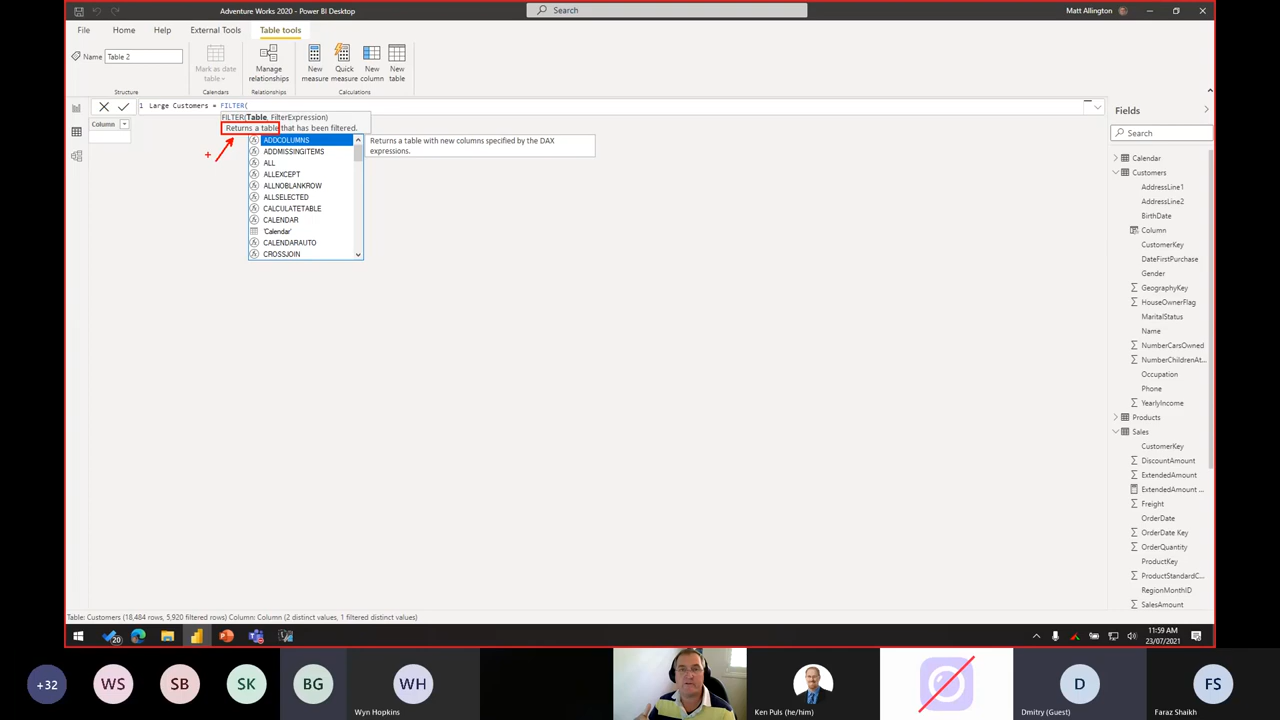 Adventure Works 2020 - Power BI Desktop
Search
Matt Allington
File
Home
Help
External Tools
Table tools
Name
Table 2
Mark as date
table
Manage
relationships
New
measure
Quick
measure
New
column
New
table
Structure
Calendars
Relationships
Calculations
1 Large Customers = FILTER(
FILTER(Table, FilterExpression)
Returns a table that has been filtered.
Column
ADDCOLUMNS
Returns a table with new columns specified by the DAX
expressions.
ADDMISSINGITEMS
ALL
ALLEXCEPT
ALLNOBLANKROW
ALLSELECTED
CALCULATETABLE
CALENDAR
'Calendar'
CALENDARAUTO
CROSSJOIN
Fields
Search
Calendar
Customers
AddressLine1
AddressLine2
BirthDate
Column
CustomerKey
DateFirstPurchase
Gender
GeographyKey
HouseOwnerFlag
MaritalStatus
Name
NumberCarsOwned
NumberChildrenAt...
Occupation
Phone
YearlyIncome
Products
Sales
CustomerKey
DiscountAmount
ExtendedAmount
ExtendedAmount ...
Freight
OrderDate
OrderDate Key
OrderQuantity
ProductKey
ProductStandardC...
RegionMonthID
SalesAmount
Table: Customers (18,484 rows, 5,920 filtered rows) Column: Column (2 distinct values, 1 filtered distinct values)
20
11:59 AM
23/07/2021
+32
WS
SB
SK
BG
WH
Wyn Hopkins
Ken Puls (he/him)
D
Dmitry (Guest)
FS
Faraz Shaikh